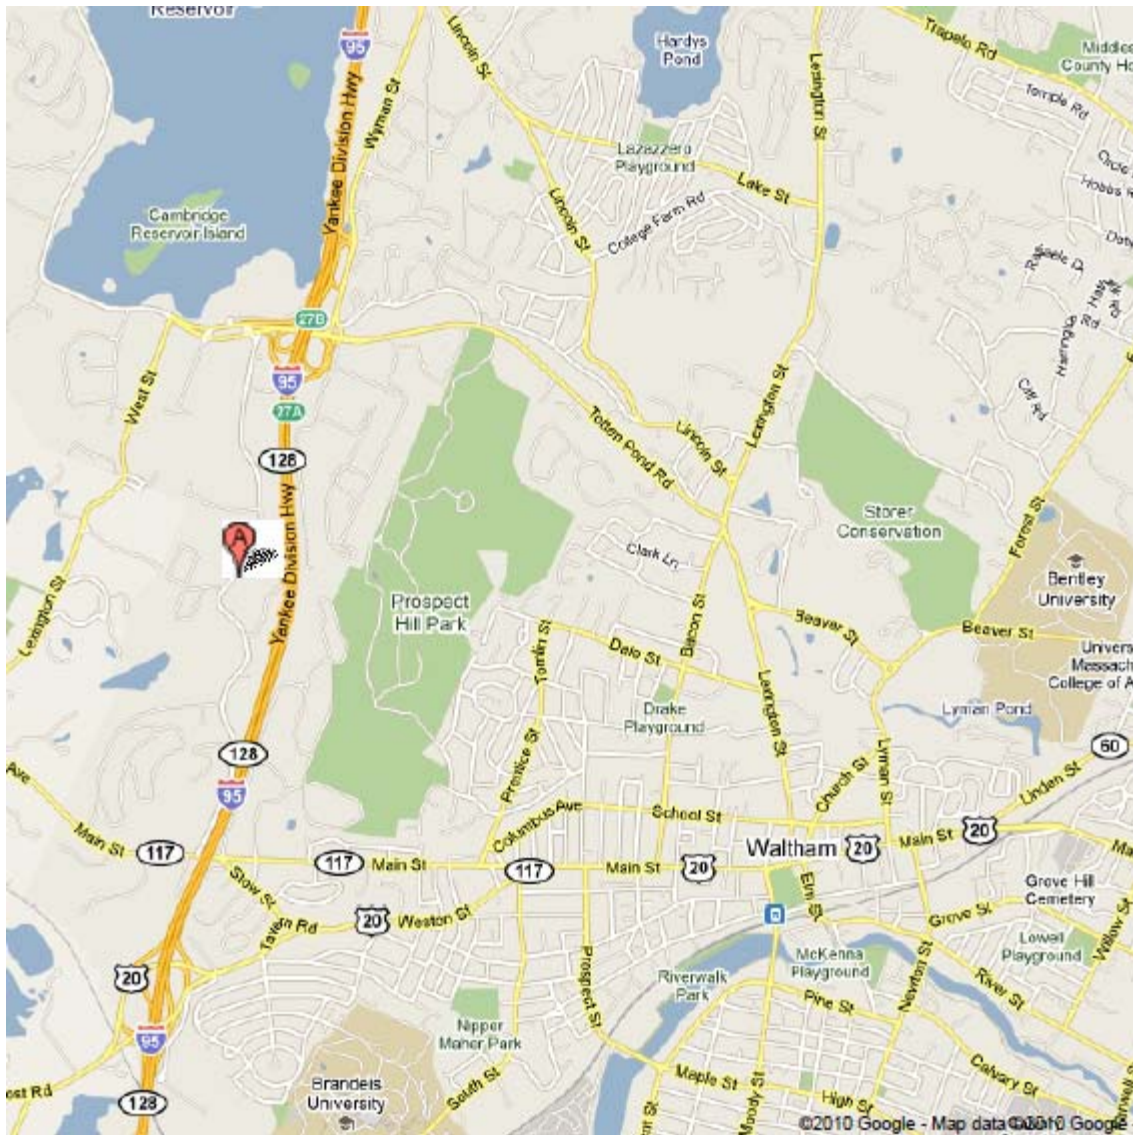 Reservoir
95
Yankee Division Hwy
Wyman St
Lincoln St
Hardys
Pond
Lexington St
Trapelo Rd
Temple Rd
Lazazzero
Playground
Lake St
College Farm Rd
Lincoln St
Cambridge
Reservoir Island
27B
95
27A
128
West St
Totten Pond Rd
Lincoln St
Lexington St
Cliff Rd
Forest St
Storer
Conservation
A
Yankee Division Hwy
Clark Ln
Bentley
University
Prospect
Hill Park
Lexington St
Tomlin St
Dale St
Bacon St
Beaver St
Beaver St
Drake
Playground
Lexington St
Lyman Pond
60
128
95
Prentice St
Church St
Lyman St
Linden St
Columbus Ave
School St
Main St
117
117
Main St
117
Main St
20
Waltham
20
Main St
20
Stow St
Tavern Rd
20
Weston St
Elm St
Grove St
Grove Hill
Cemetery
Willow St
Lowell
Playground
20
95
128
Prospect St
Riverwalk
Park
McKenna
Playground
Newton St
River St
Pine St
Nipper
Maher Park
Brandeis
University
South St
Maple St
Moody St
High St
Calvary St
©2010 Google - Map data ©2010 Google